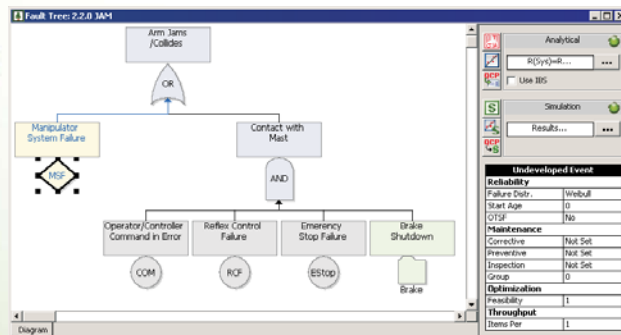 Fault Tree: 2.2.0 JAM
Arm Jams
/Collides
OR
Manipulator
System Failure
MSF
Contact with
Mast
AND
Operator/Controller
Command in Error
COM
Reflex Control
Failure
RCF
Emerency
Stop Failure
EStop
Brake
Shutdown
Brake
Diagram
Analytical
R(Sys)=R... ...
Use IBS
QCP
Simulation
Results... ...
QCP
Undeveloped Event
Reliability
Failure Distr. Weibull
Start Age 0
OTSF No
Maintenance
Corrective Not Set
Preventive Not Set
Inspection Not Set
Group 0
Optimization
Feasibility 1
Throughput
Items Per 1